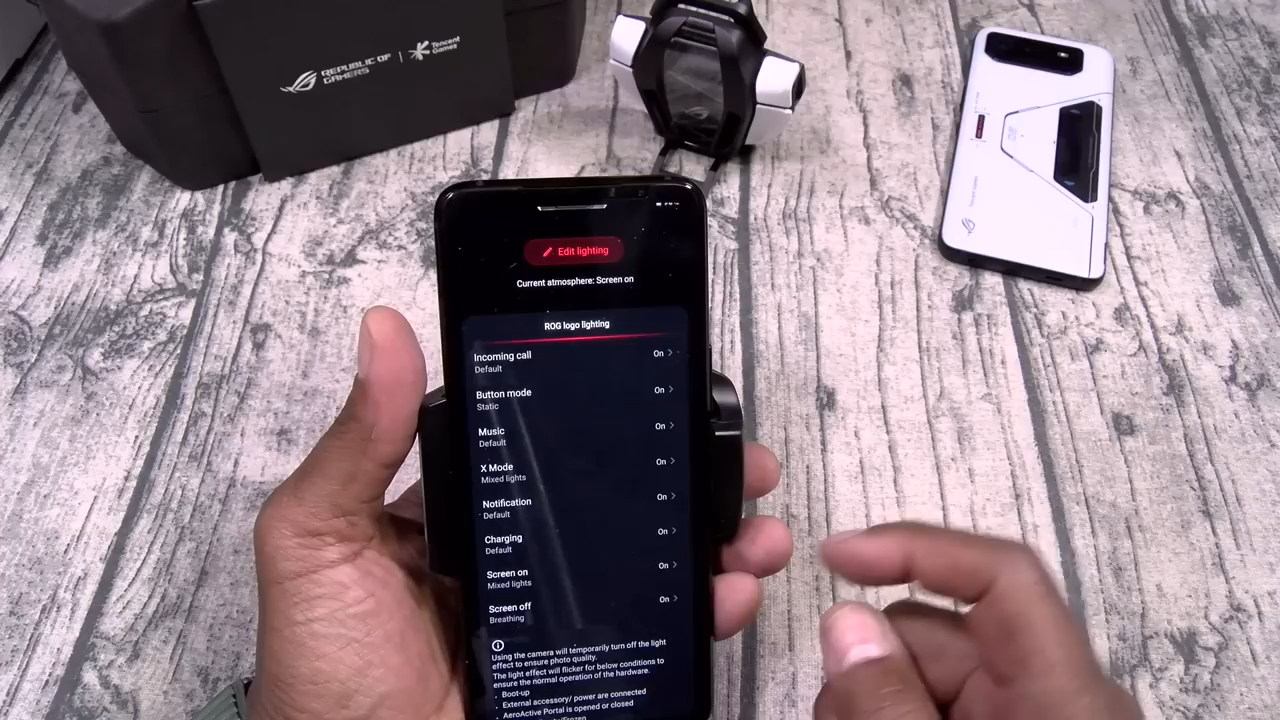 REPUBLIC OF
GAMERS
Tencent
Games
Edit lighting
Current atmosphere: Screen on
ROG logo lighting
Incoming call
On
Default
Button mode
On
Static
Music
On
Default
X Mode
On
Mixed lights
Notification
On
Default
Charging
On
Default
Screen on
On
Mixed lights
Screen off
On
Breathing
Using the camera will temporarily turn off the light
effect to ensure photo quality.
The light effect will flicker for below conditions to
ensure the normal operation of the hardware.
• Boot-up
• External accessory/ power are connected
• AeroActive Portal is opened or closed